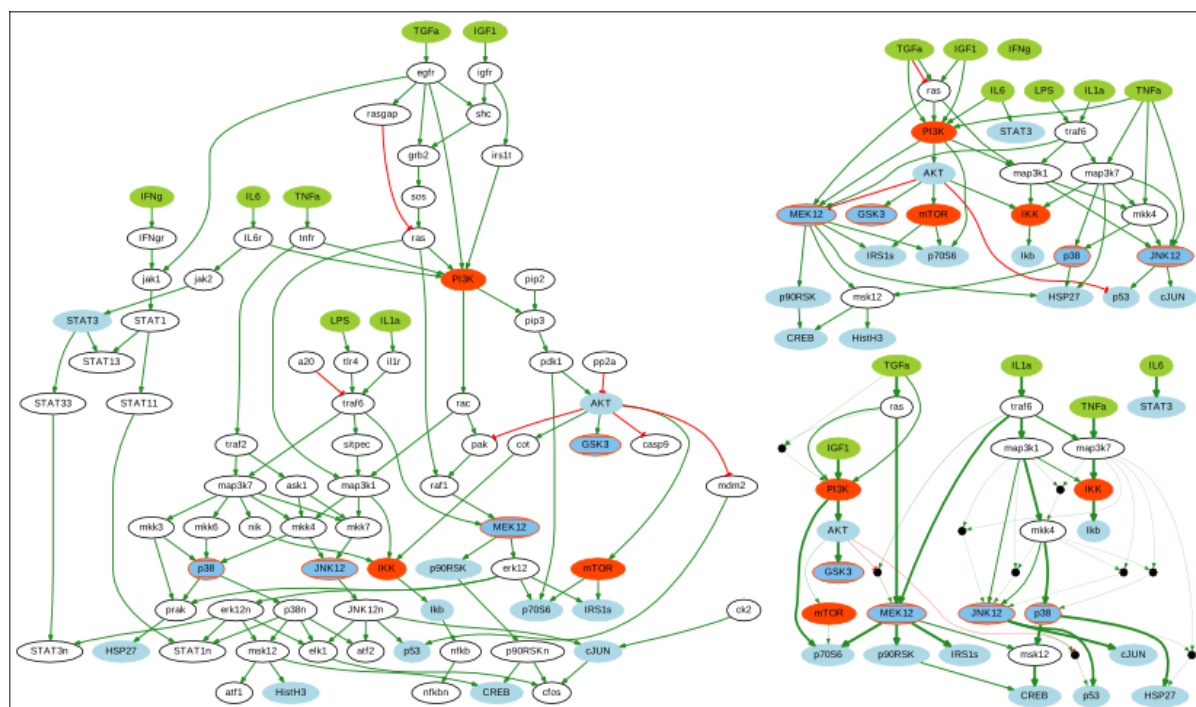 TGFa IGF1
egfr igfr
rasgap shc
grb2 irs1t
IFNg IL6 TNFa sos
IFNgr IL6r tnfr ras
jak1 jak2 PI3K pip2
STAT3 STAT1 LPS IL1a pip3
STAT13 a20 tlr4 il1r pdk1 pp2a
STAT33 STAT11 traf6 rac AKT
traf2 sitpec pak cot GSK3 casp9
map3k7 ask1 map3k1 raf1 mdm2
mkk3 mkk6 nik mkk4 mkk7 MEK12
p38 JNK12 IKK p90RSK erk12 mTOR
prak erk12n p38n JNK12n Ikb p70S6 IRS1s ck2
STAT3n HSP27 STAT1n msk12 elk1 atf2 p53 nfkb p90RSKn cJUN
atf1 HistH3 nfkbn CREB cfos
TGFa IGF1 IFNg
ras IL6 LPS IL1a TNFa
PI3K STAT3 traf6
AKT map3k1 map3k7
MEK12 GSK3 mTOR IKK mkk4
IRS1s p70S6 Ikb p38 JNK12
p90RSK msk12 HSP27 p53 cJUN
CREB HistH3
TGFa IL1a IL6
ras traf6 TNFa STAT3
IGF1 map3k1 map3k7
PI3K IKK
AKT mkk4 Ikb
GSK3
mTOR MEK12 JNK12 p38
p70S6 p90RSK IRS1s msk12 cJUN
CREB p53 HSP27